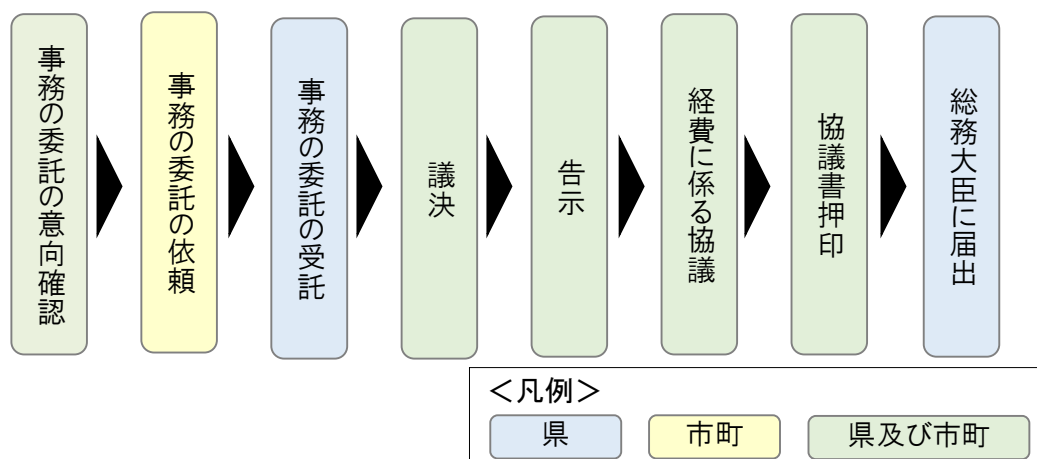 事務の委託の意向確認
事務の委託の依頼
事務の委託の受託
議決
告示
経費に係る協議
協議書押印
総務大臣に届出
＜凡例＞
県
市町
県及び市町